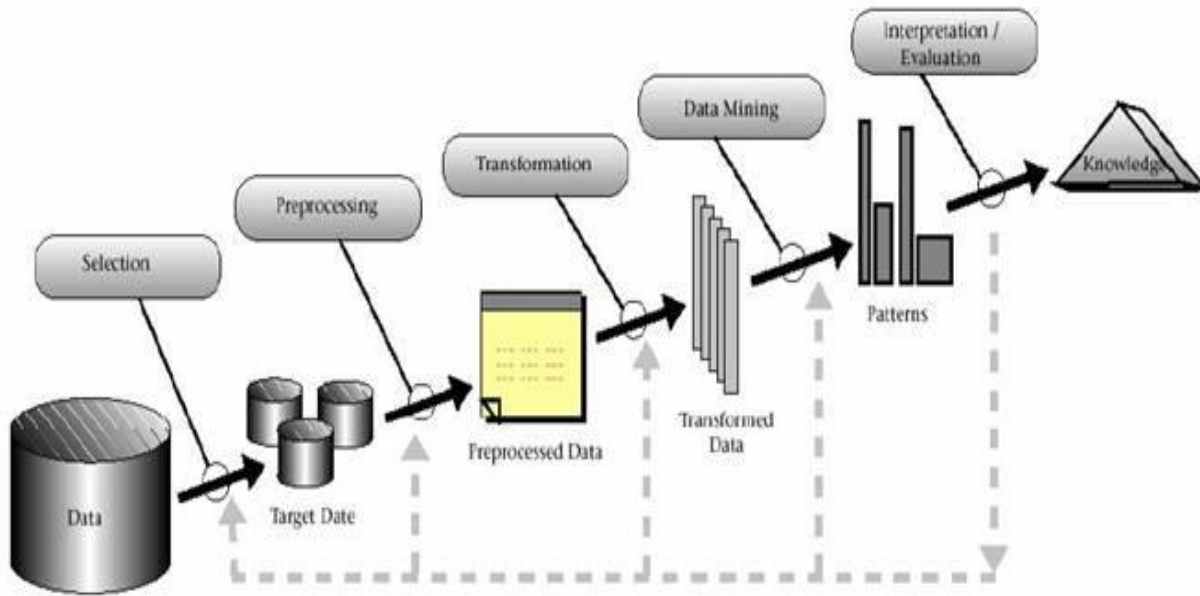 Interpretation /
Evaluation
Data Mining
Transformation
Preprocessing
Selection
Knowledge
Patterns
Transformed
Data
Preprocessed Data
Target Date
Data